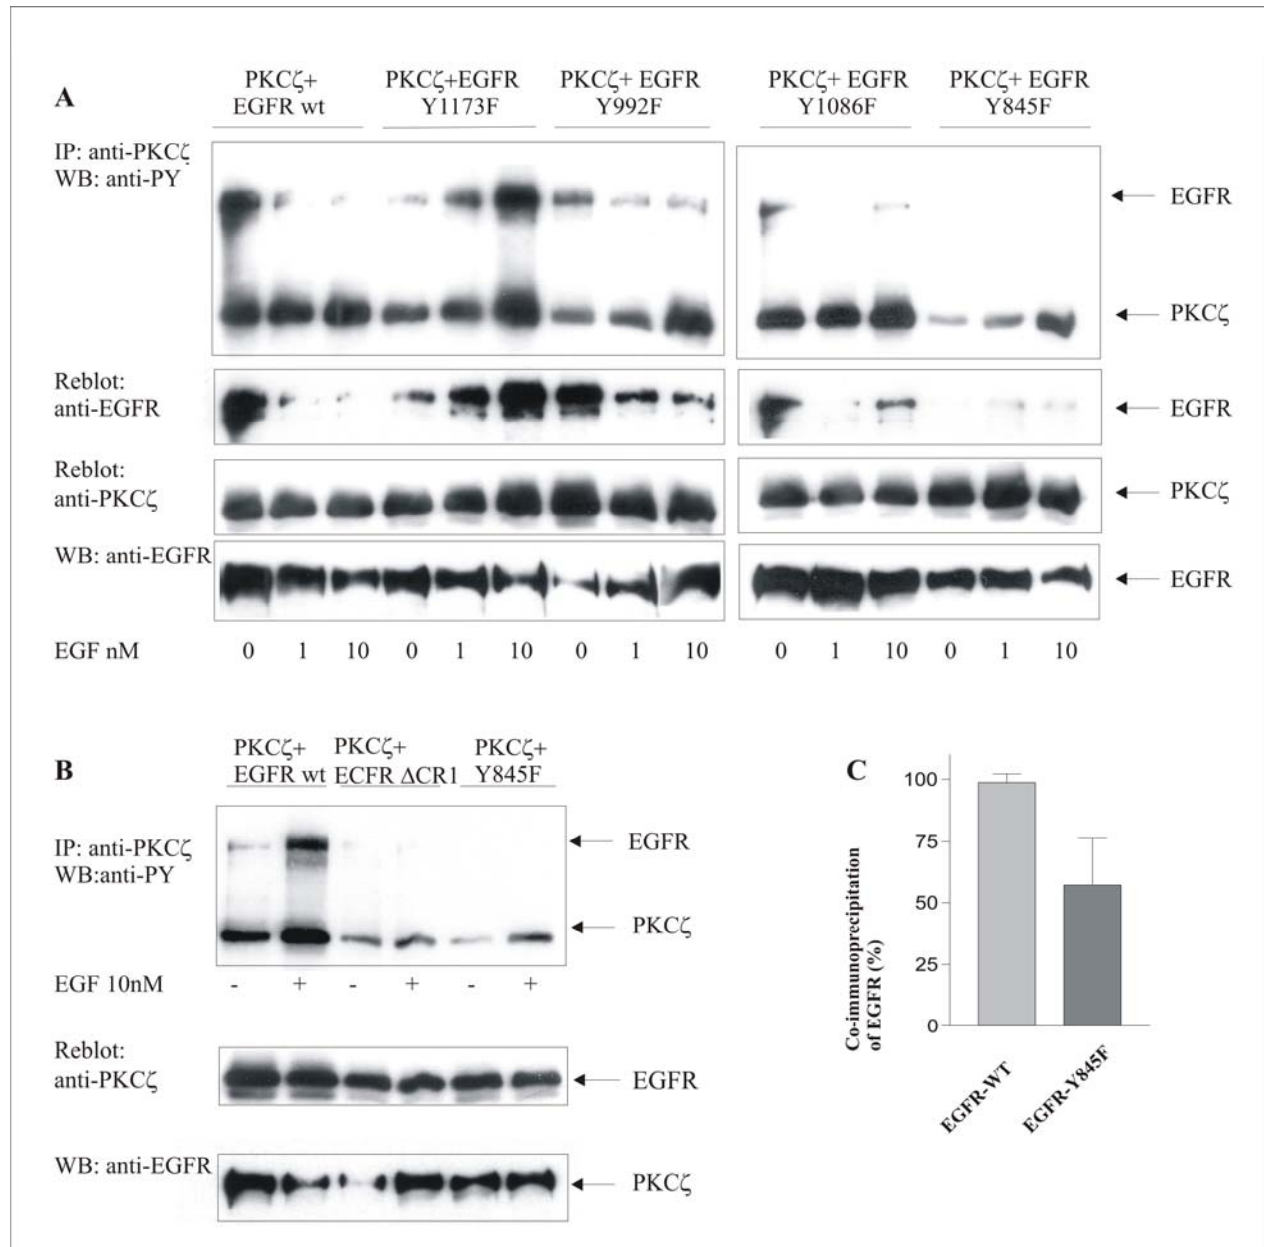 A
PKCζ+
EGFR wt
PKCζ+EGFR
Y1173F
PKCζ+ EGFR
Y992F
PKCζ+ EGFR
Y1086F
PKCζ+ EGFR
Y845F
IP: anti-PKCζ
WB: anti-PY
EGFR
PKCζ
Reblot:
anti-EGFR
EGFR
Reblot:
anti-PKCζ
PKCζ
WB: anti-EGFR
EGFR
EGF nM 0 1 10 0 1 10 0 1 10 0 1 10 0 1 10
B
PKCζ+
EGFR wt
PKCζ+
ECFR ΔCR1
PKCζ+
Y845F
IP: anti-PKCζ
WB:anti-PY
EGFR
PKCζ
EGF 10nM - + - + - +
Reblot:
anti-PKCζ
EGFR
WB: anti-EGFR
PKCζ
C
Co-immunoprecipitation
of EGFR (%)
100
75
50
25
0
EGFR-WT
EGFR-Y845F